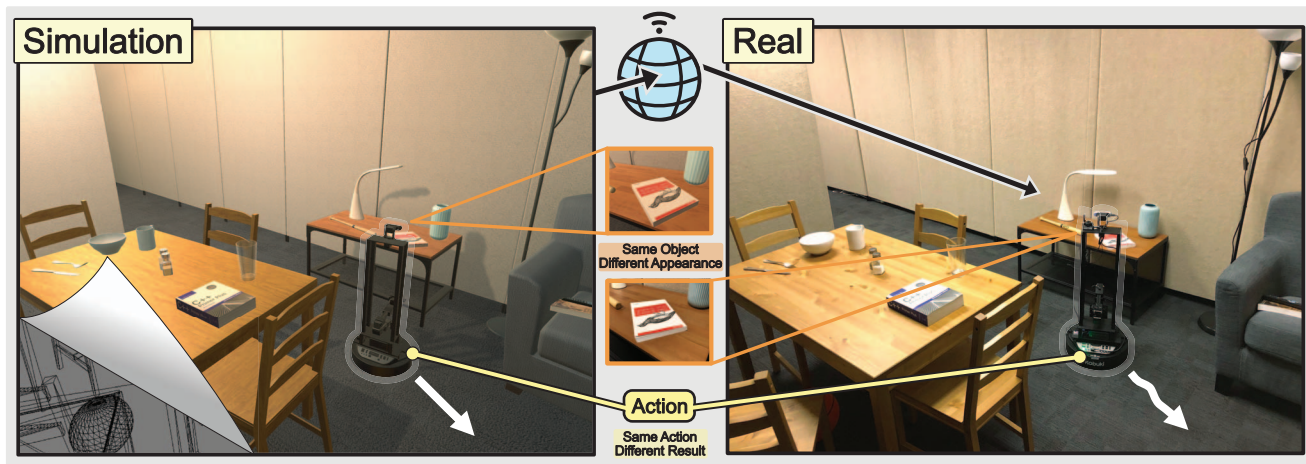 Simulation
Real
Same Object
Different Appearance
Action
Same Action
Different Result
C++
C++